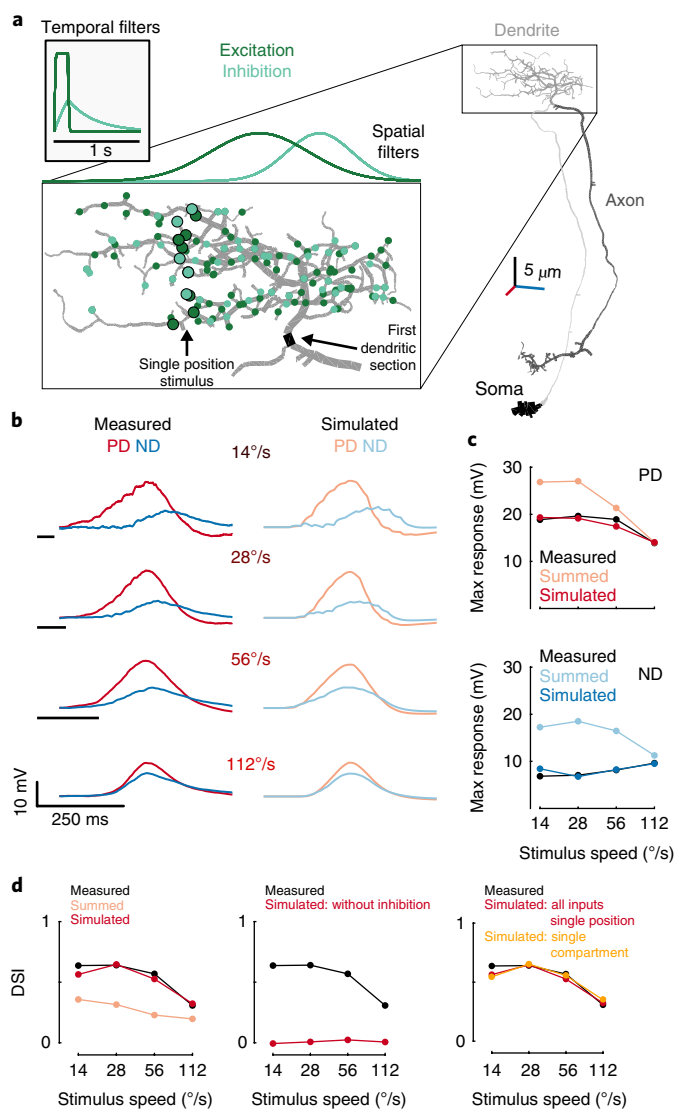 a
Temporal filters
1 s
Excitation
Inhibition
Spatial
filters
Dendrite
Axon
5 μm
Soma
Single position
stimulus
First
dendritic
section
b
Measured
PD ND
Simulated
PD ND
14°/s
28°/s
56°/s
112°/s
10 mV
250 ms
c
Max response (mV)
30
20
10
PD
Measured
Summed
Simulated
Max response (mV)
30
20
10
ND
Measured
Summed
Simulated
14 28 56 112
Stimulus speed (°/s)
d
DSI
1
0
Measured
Summed
Simulated
14 28 56 112
Stimulus speed (°/s)
1
0
Measured
Simulated: without inhibition
14 28 56 112
Stimulus speed (°/s)
1
0
Measured
Simulated: all inputs
single position
Simulated: single
compartment
14 28 56 112
Stimulus speed (°/s)